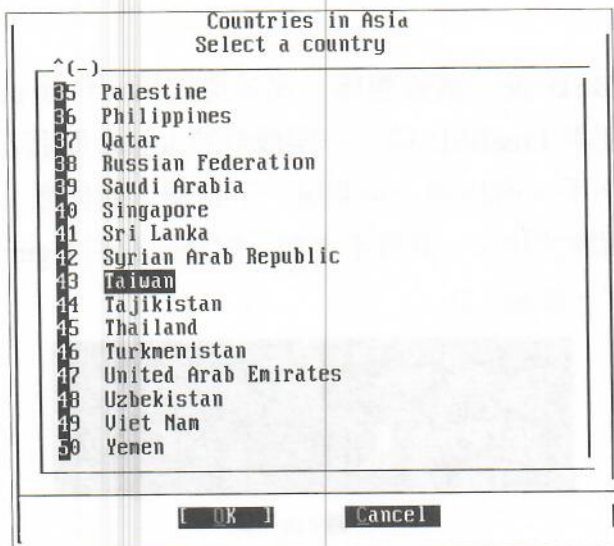 Countries in Asia
Select a country
^(-)
35 Palestine
36 Philippines
37 Qatar
38 Russian Federation
39 Saudi Arabia
40 Singapore
41 Sri Lanka
42 Syrian Arab Republic
43 Taiwan
44 Tajikistan
45 Thailand
46 Turkmenistan
47 United Arab Emirates
48 Uzbekistan
49 Viet Nam
50 Yemen
[ OK ] Cancel